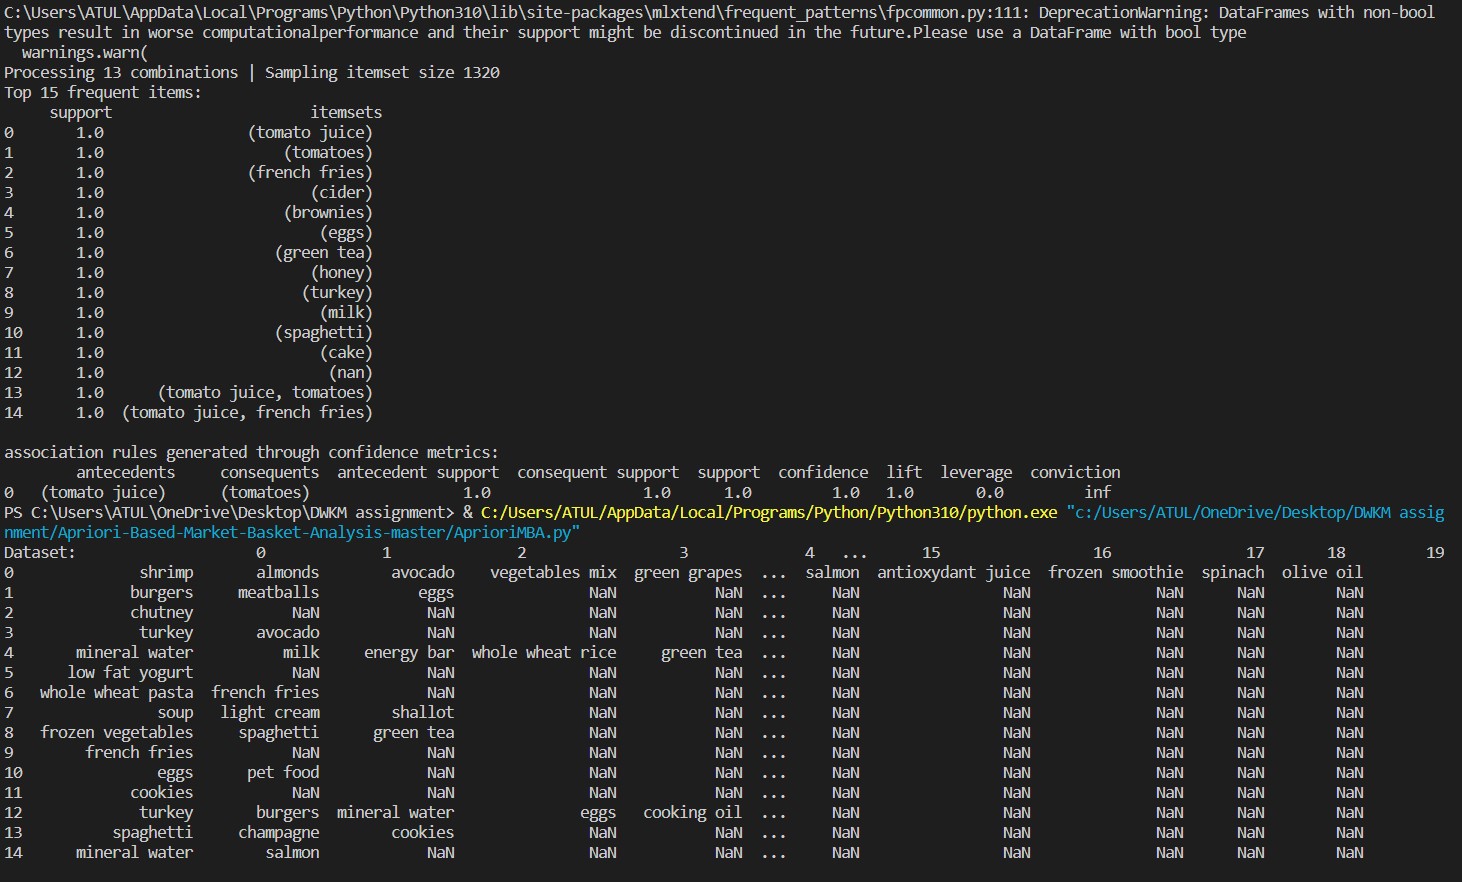 C:\Users\ATUL\AppData\Local\Programs\Python\Python310\lib\site-packages\mlxtend\frequent_patterns\fpcommon.py:111: DeprecationWarning: DataFrames with non-bool
types result in worse computationalperformance and their support might be discontinued in the future.Please use a DataFrame with bool type
  warnings.warn(
Processing 13 combinations | Sampling itemset size 1320
Top 15 frequent items:
     support                      itemsets
0       1.0                (tomato juice)
1       1.0                    (tomatoes)
2       1.0                (french fries)
3       1.0                       (cider)
4       1.0                    (brownies)
5       1.0                        (eggs)
6       1.0                   (green tea)
7       1.0                       (honey)
8       1.0                      (turkey)
9       1.0                        (milk)
10      1.0                   (spaghetti)
11      1.0                        (cake)
12      1.0                         (nan)
13      1.0      (tomato juice, tomatoes)
14      1.0  (tomato juice, french fries)

association rules generated through confidence metrics:
        antecedents     consequents  antecedent support  consequent support  support  confidence  lift  leverage  conviction
0   (tomato juice)      (tomatoes)                 1.0                 1.0      1.0         1.0   1.0       0.0         inf
PS C:\Users\ATUL\OneDrive\Desktop\DWKM assignment> & C:/Users/ATUL/AppData/Local/Programs/Python/Python310/python.exe "c:/Users/ATUL/OneDrive/Desktop/DWKM assig
nment/Apriori-Based-Market-Basket-Analysis-master/AprioriMBA.py"
Dataset:                    0             1              2                 3             4   ...      15                 16               17       18         19
0              shrimp       almonds        avocado    vegetables mix  green grapes  ...  salmon  antioxydant juice  frozen smoothie  spinach  olive oil
1             burgers     meatballs           eggs               NaN           NaN  ...     NaN                NaN              NaN      NaN        NaN
2             chutney           NaN            NaN               NaN           NaN  ...     NaN                NaN              NaN      NaN        NaN
3              turkey       avocado            NaN               NaN           NaN  ...     NaN                NaN              NaN      NaN        NaN
4       mineral water          milk     energy bar  whole wheat rice     green tea  ...     NaN                NaN              NaN      NaN        NaN
5      low fat yogurt           NaN            NaN               NaN           NaN  ...     NaN                NaN              NaN      NaN        NaN
6   whole wheat pasta  french fries            NaN               NaN           NaN  ...     NaN                NaN              NaN      NaN        NaN
7                soup   light cream        shallot               NaN           NaN  ...     NaN                NaN              NaN      NaN        NaN
8   frozen vegetables     spaghetti      green tea               NaN           NaN  ...     NaN                NaN              NaN      NaN        NaN
9        french fries           NaN            NaN               NaN           NaN  ...     NaN                NaN              NaN      NaN        NaN
10               eggs      pet food            NaN               NaN           NaN  ...     NaN                NaN              NaN      NaN        NaN
11            cookies           NaN            NaN               NaN           NaN  ...     NaN                NaN              NaN      NaN        NaN
12             turkey       burgers  mineral water              eggs   cooking oil  ...     NaN                NaN              NaN      NaN        NaN
13          spaghetti     champagne        cookies               NaN           NaN  ...     NaN                NaN              NaN      NaN        NaN
14      mineral water        salmon            NaN               NaN           NaN  ...     NaN                NaN              NaN      NaN        NaN